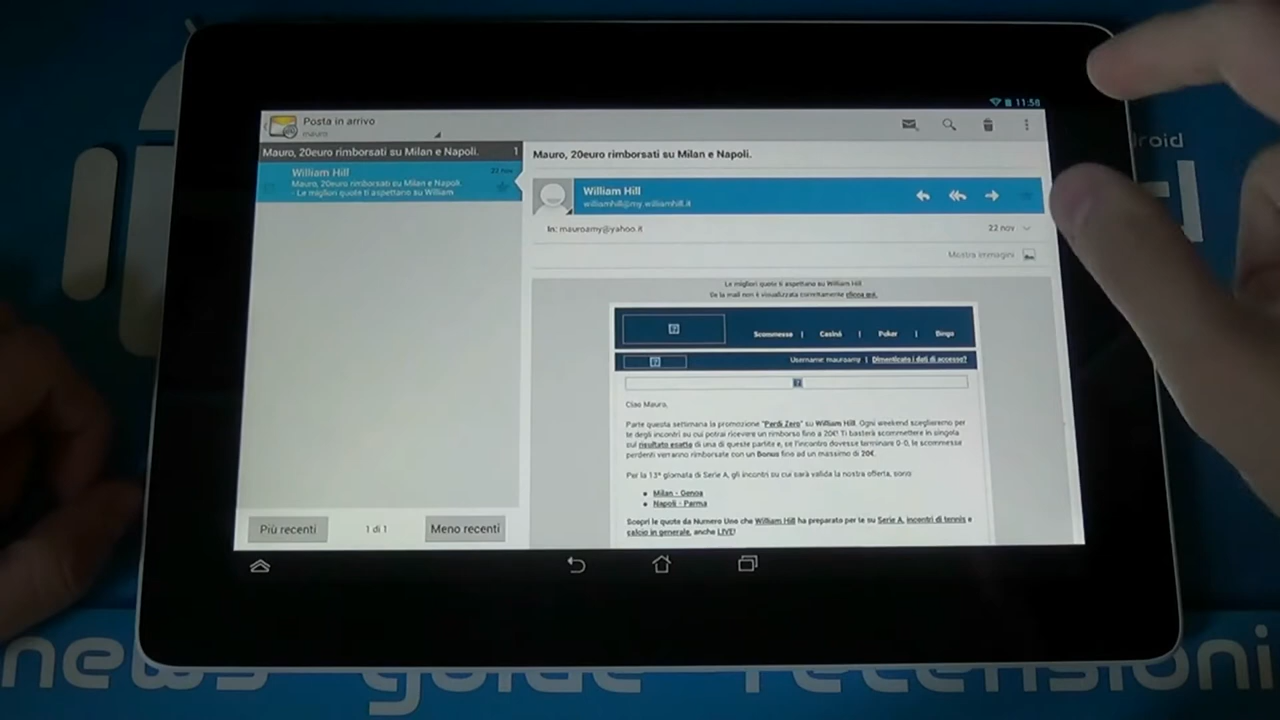 11:58
Posta in arrivo
mauro
Mauro, 20euro rimborsati su Milan e Napoli. 1
William Hill 22 nov
Mauro, 20euro rimborsati su Milan e Napoli.
- Le migliori quote ti aspettano su William
Mauro, 20euro rimborsati su Milan e Napoli.
William Hill
williamhill@my.williamhill.it
In: mauroamy@yahoo.it 22 nov
Mostra immagini
Le migliori quote ti aspettano su William Hill
Se la mail non è visualizzata correttamente clicca qui.
Scommesse | Casinò | Poker | Bingo
Username: mauroamy | Dimenticato i dati di accesso?
Ciao Mauro,
Parte questa settimana la promozione "Perdi Zero" su William Hill. Ogni weekend sceglieremo per
te degli incontri su cui potrai ricevere un rimborso fino a 20€! Ti basterà scommettere in singola
sul risultato esatto di una di queste partite e, se l'incontro dovesse terminare 0-0, le scommesse
perdenti verranno rimborsate con un Bonus fino ad un massimo di 20€.
Per la 13ª giornata di Serie A, gli incontri su cui sarà valida la nostra offerta, sono
• Milan - Genoa
• Napoli - Parma
Scopri le quote da Numero Uno che William Hill ha preparato per te su Serie A, incontri di tennis e
calcio in generale, anche LIVE!
Più recenti 1 di 1 Meno recenti
roid
news guide recensioni